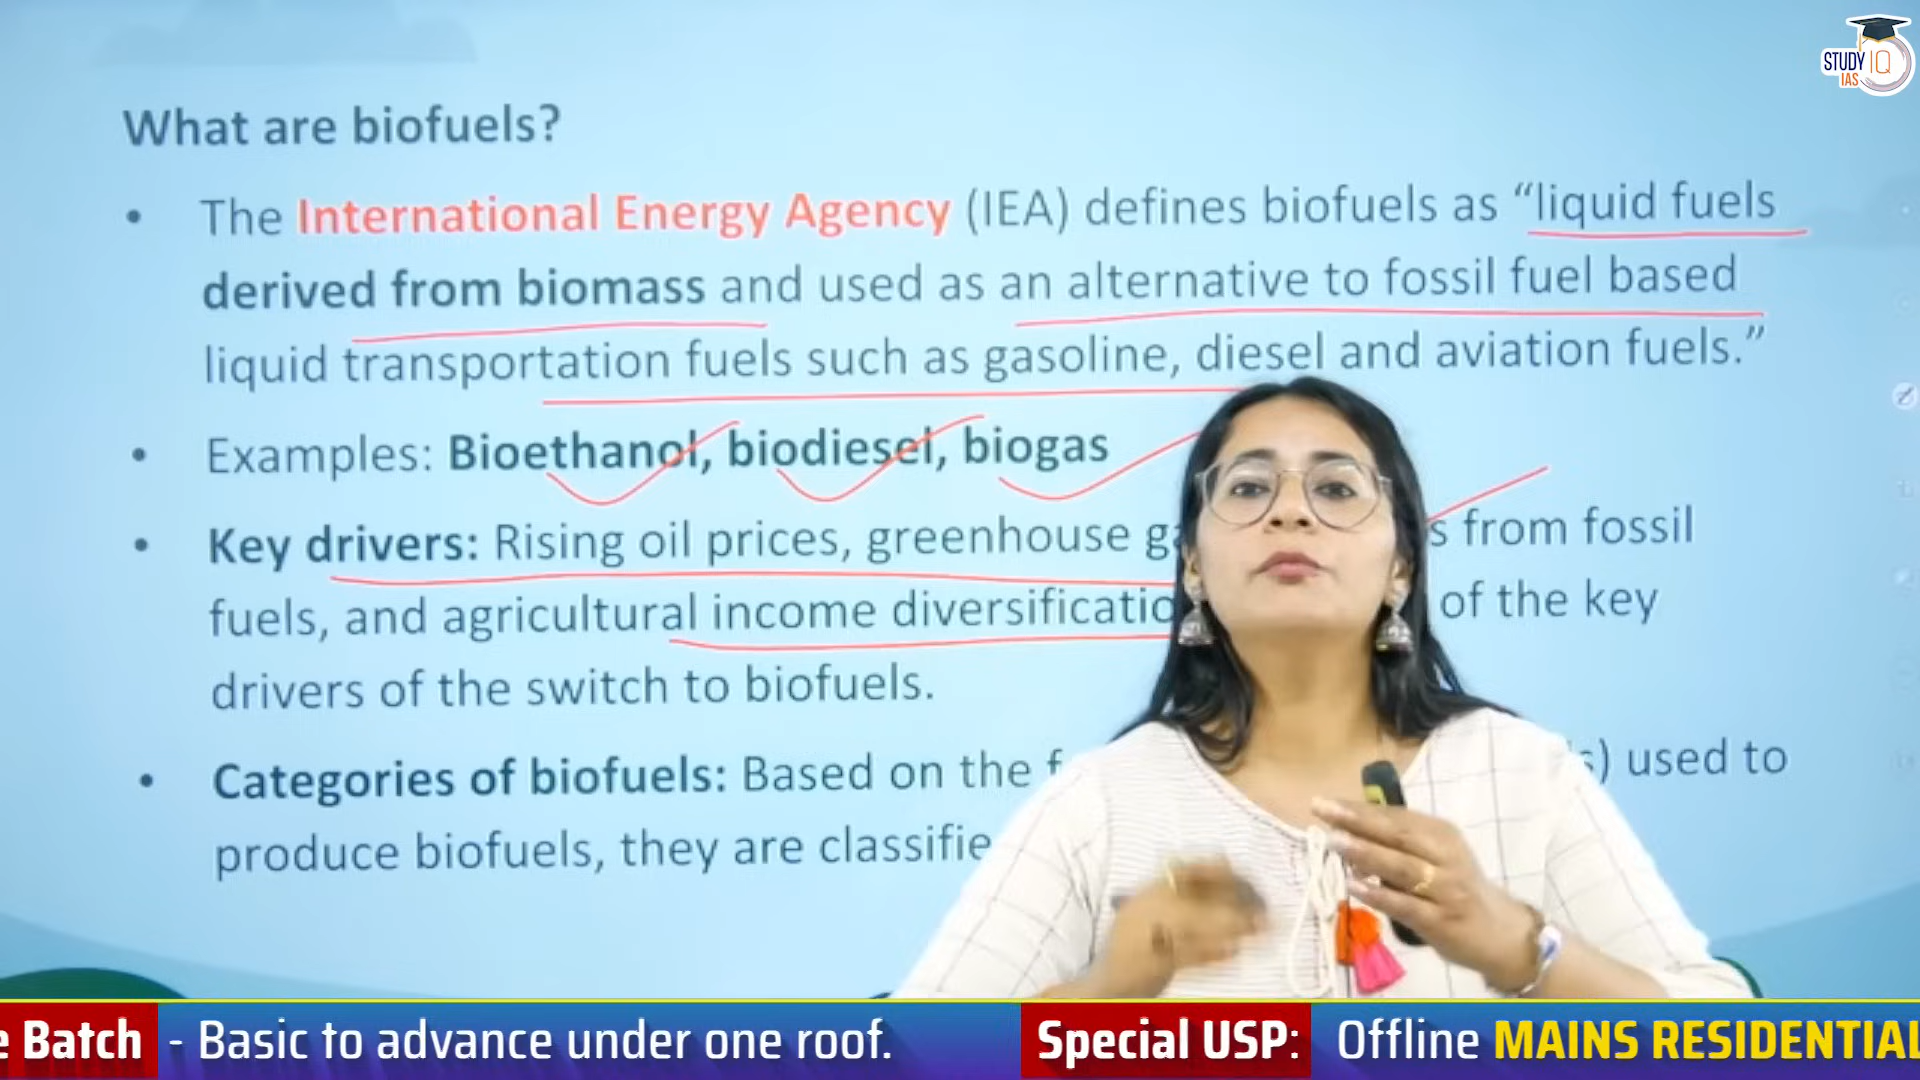 STUDY IQ
IAS
What are biofuels?
• The International Energy Agency (IEA) defines biofuels as “liquid fuels
derived from biomass and used as an alternative to fossil fuel based
liquid transportation fuels such as gasoline, diesel and aviation fuels.”
• Examples: Bioethanol, biodiesel, biogas
• Key drivers: Rising oil prices, greenhouse from fossil
fuels, and agricultural income of the key
drivers of the switch to biofuels.
• Categories of biofuels: Based on the used to
produce biofuels, they are
e Batch - Basic to advance under one roof. Special USP: Offline MAINS RESIDENTIAL